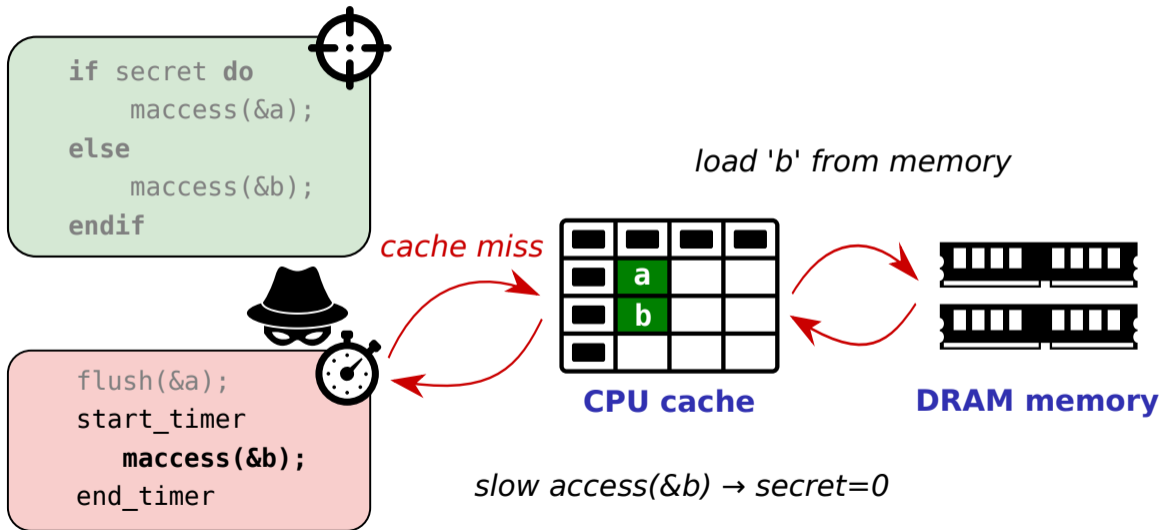 if secret do
maccess(&a);
else
maccess(&b);
endif
load 'b' from memory
cache miss
a
b
CPU cache
DRAM memory
flush(&a);
start_timer
maccess(&b);
end_timer
slow access(&b) → secret=0